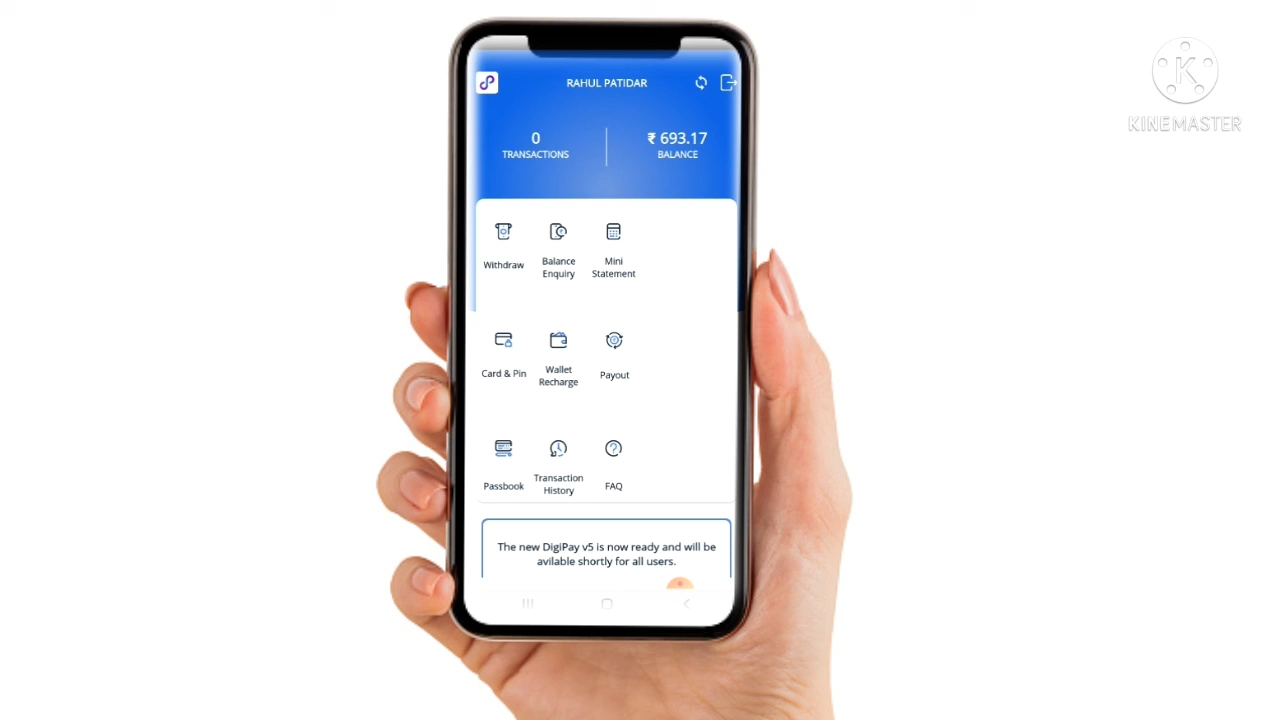 RAHUL PATIDAR
0
TRANSACTIONS
₹ 693.17
BALANCE
Withdraw
Balance
Enquiry
Mini
Statement
Card & Pin
Wallet
Recharge
Payout
Passbook
Transaction
History
FAQ
The new DigiPay v5 is now ready and will be
avilable shortly for all users.
K
KINEMASTER